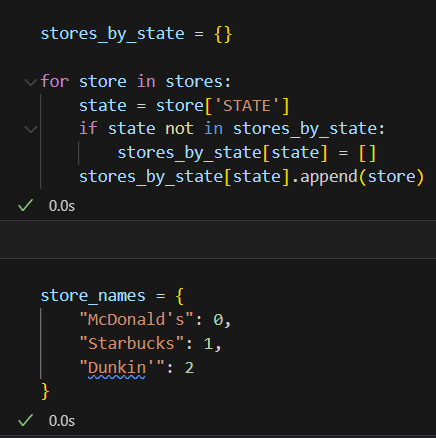 stores_by_state = {}
for store in stores:
    state = store['STATE']
    if state not in stores_by_state:
        stores_by_state[state] = []
    stores_by_state[state].append(store)
0.0s
store_names = {
    "McDonald's": 0,
    "Starbucks": 1,
    "Dunkin'": 2
}
0.0s